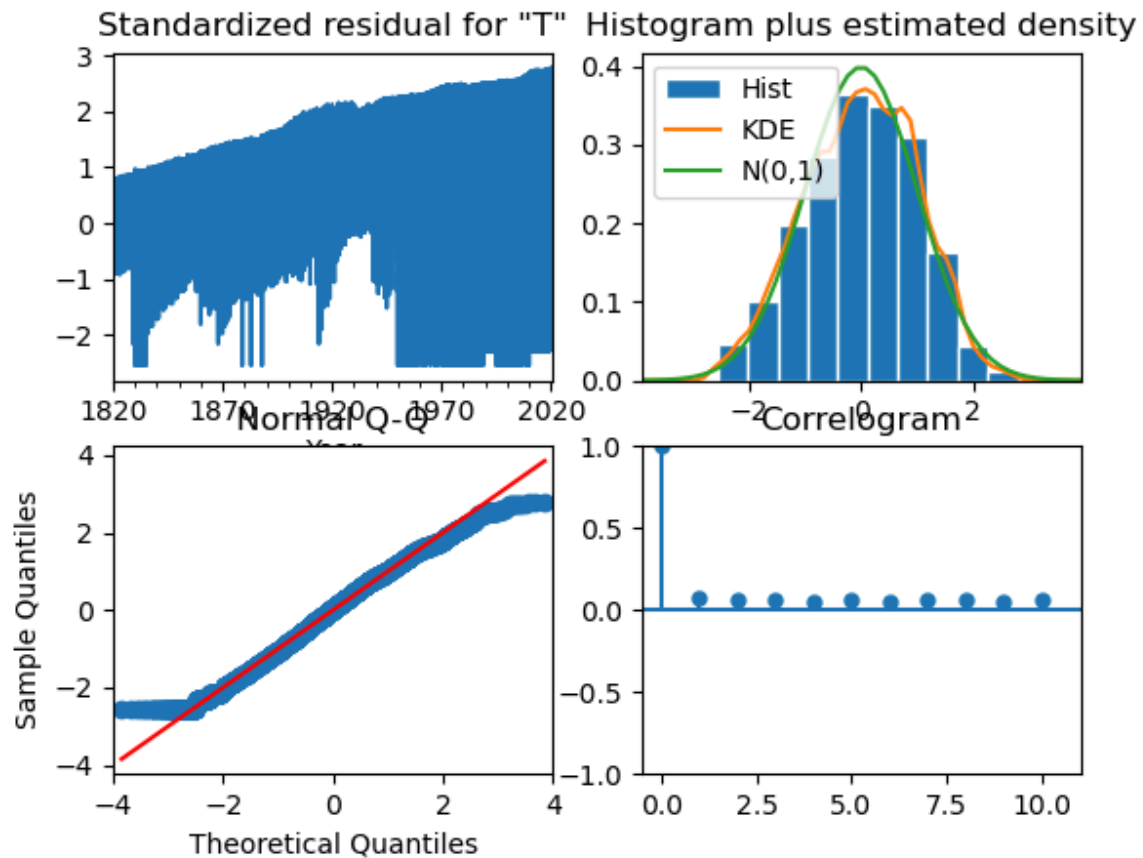 Standardized residual for "T"
3
2
1
0
−1
−2
1820 1870 1920 1970 2020
Histogram plus estimated density
0.4
0.3
0.2
0.1
0.0
Hist
KDE
N(0,1)
−2 0 2
Normal Q-Q
Sample Quantiles
4
2
0
−2
−4
−4 −2 0 2 4
Theoretical Quantiles
Correlogram
1.0
0.5
0.0
−0.5
−1.0
0.0 2.5 5.0 7.5 10.0